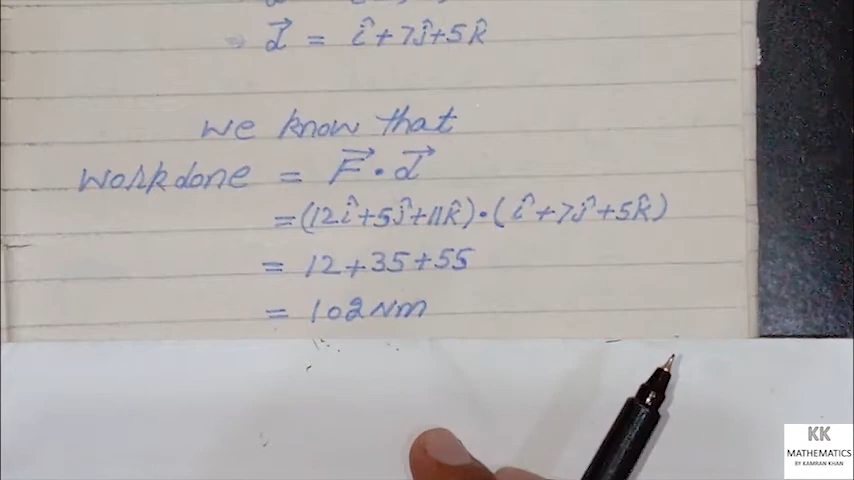 d⃗ = î + 7ĵ + 5k̂
we know that
workdone = F⃗ . d⃗
= (12î + 5ĵ + 11k̂) . (î + 7ĵ + 5k̂)
= 12 + 35 + 55
= 102 Nm
KK
MATHEMATICS
BY KAMRAN KHAN